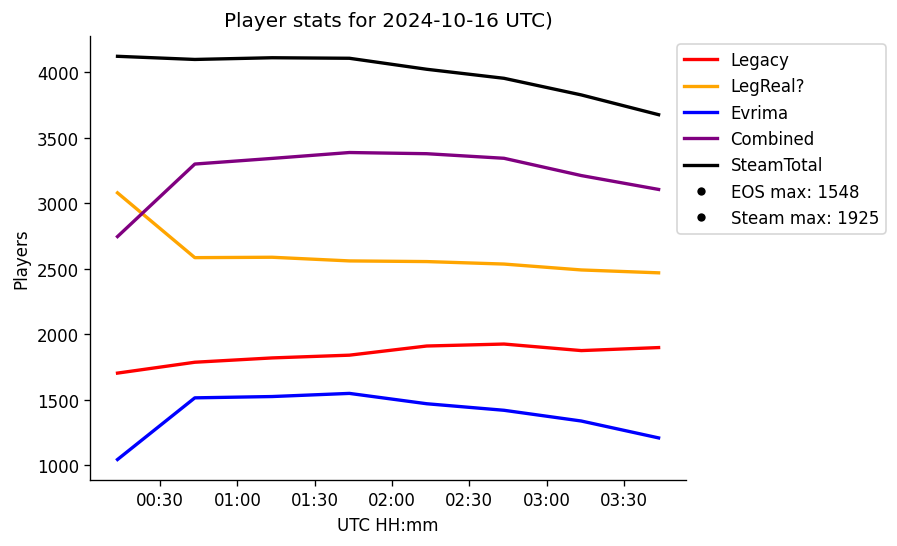 Player stats for 2024-10-16 UTC)
Legacy
LegReal?
Evrima
Combined
SteamTotal
EOS max: 1548
Steam max: 1925
Players
4000
3500
3000
2500
2000
1500
1000
00:30 01:00 01:30 02:00 02:30 03:00 03:30
UTC HH:mm